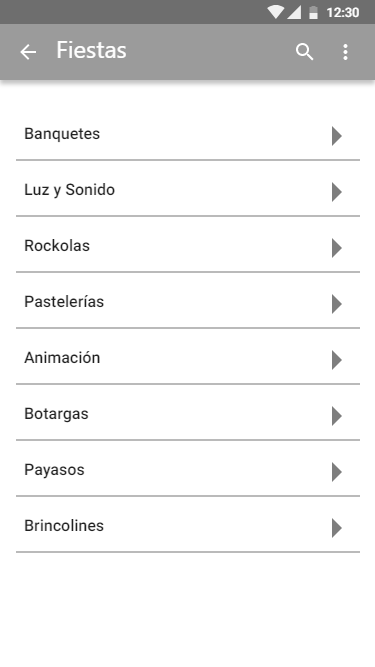 12:30
Fiestas
Banquetes
Luz y Sonido
Rockolas
Pastelerías
Animación
Botargas
Payasos
Brincolines